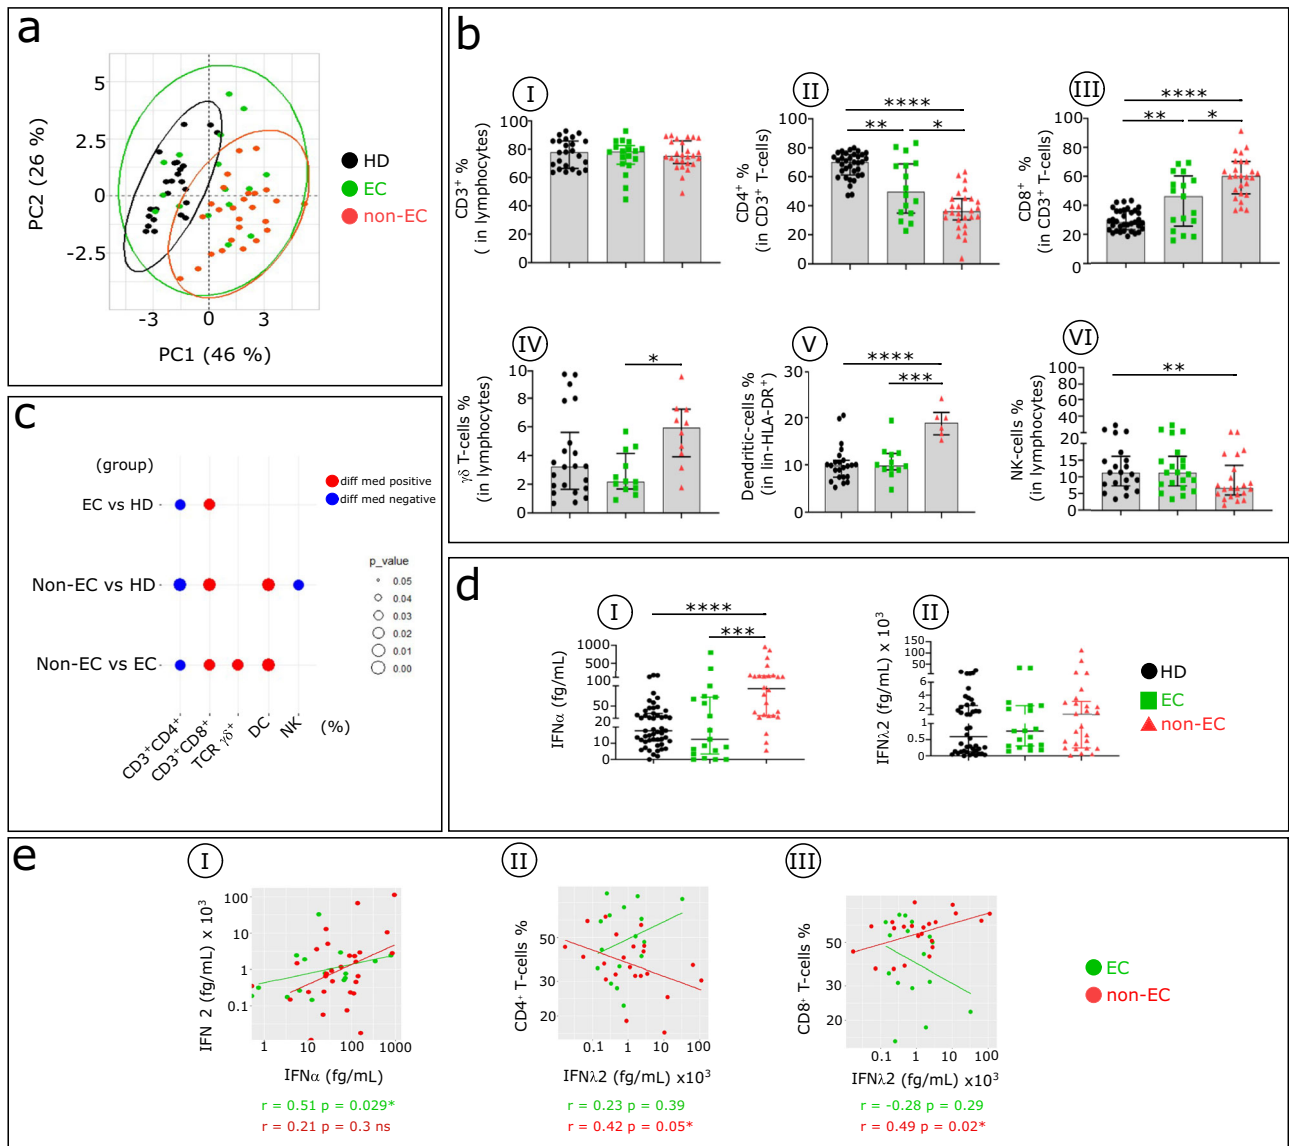 a
5
2.5
0
-2.5
-3
0
3
PC2 (26 %)
PC1 (46 %)
HD
EC
non-EC
b
I
CD3⁺ %
( in lymphocytes)
100
80
60
40
20
0
II
CD4⁺ %
(in CD3⁺ T-cells)
100
80
60
40
20
0
****
**
*
III
CD8⁺ %
(in CD3⁺ T-cells)
100
80
60
40
20
0
****
**
*
IV
γδ T-cells %
(in lymphocytes)
10
8
6
4
2
0
*
V
Dendritic-cells %
( in lin-HLA-DR⁺)
30
20
10
0
****
***
VI
NK-cells %
(in lymphocytes)
100
80
60
40
20
15
10
5
0
**
c
(group)
diff med positive
diff med negative
EC vs HD
Non-EC vs HD
Non-EC vs EC
p_value
0.05
0.04
0.03
0.02
0.01
0.00
CD3⁺CD4⁺
CD3⁺CD8⁺
TCR γδ⁺
DC
NK
(%)
d
I
IFNα (fg/mL)
1000
500
100
50
20
10
0
****
***
II
IFNλ2 (fg/mL) x 10³
150
100
50
6
4
2
1
0.5
0
HD
EC
non-EC
e
I
IFN 2 (fg/mL) x 10³
100
10
1
0.1
1
10
100
1000
IFNα (fg/mL)
r = 0.51 p = 0.029*
r = 0.21 p = 0.3 ns
II
CD4⁺ T-cells %
50
30
20
0.1
1
10
100
IFNλ2 (fg/mL) x10³
r = 0.23 p = 0.39
r = 0.42 p = 0.05*
III
CD8⁺ T-cells %
50
30
20
0.1
1
10
100
IFNλ2 (fg/mL) x10³
r = -0.28 p = 0.29
r = 0.49 p = 0.02*
EC
non-EC